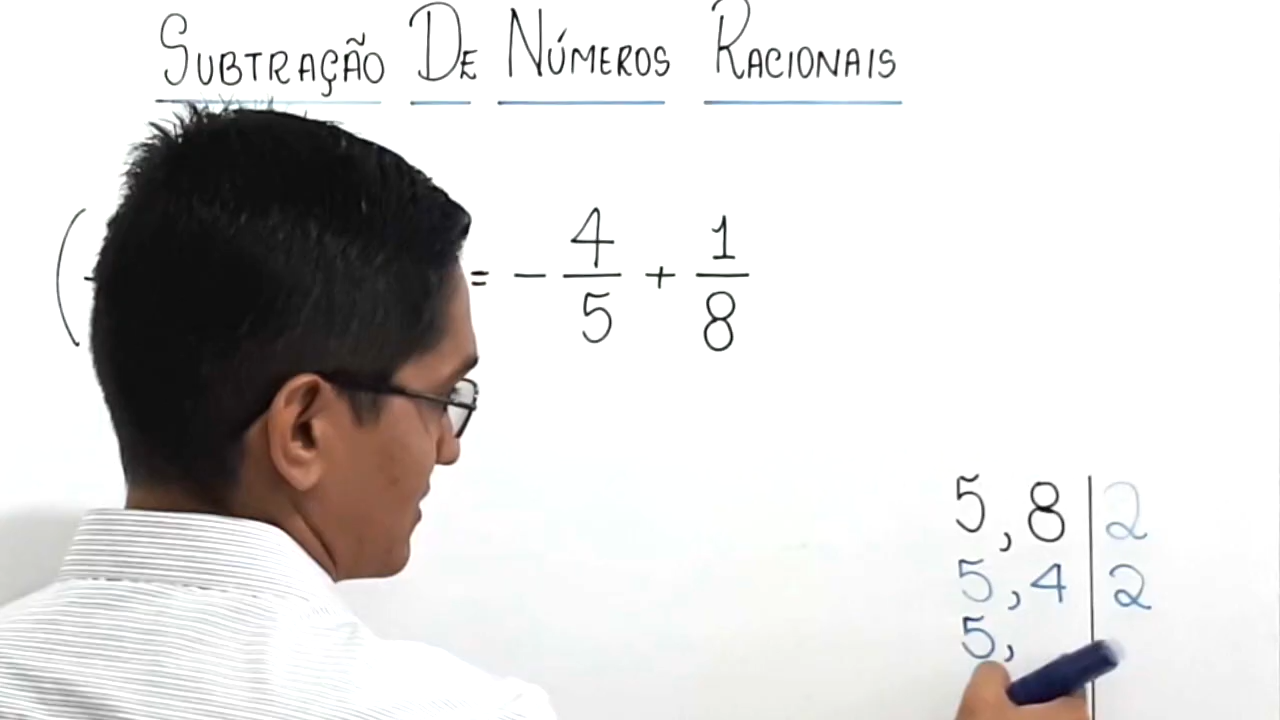 SUBTRAÇÃO DE NÚMEROS RACIONAIS
( - = - 4/5 + 1/8
5, 8 | 2
5, 4 | 2
5,